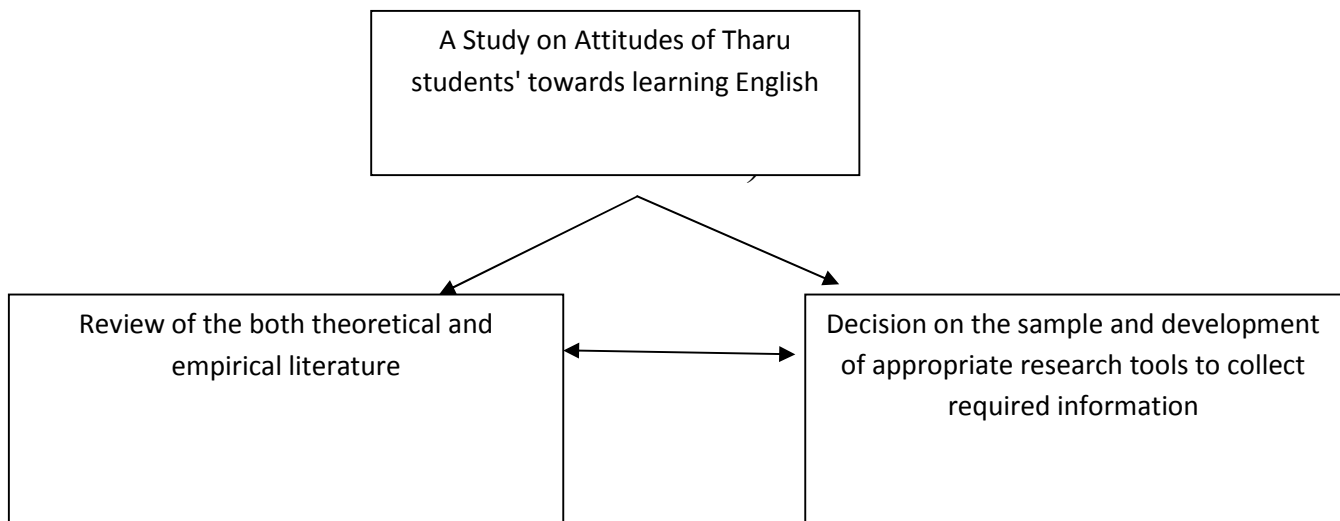 A Study on Attitudes of Tharu
students' towards learning English
Review of the both theoretical and
empirical literature
Decision on the sample and development
of appropriate research tools to collect
required information